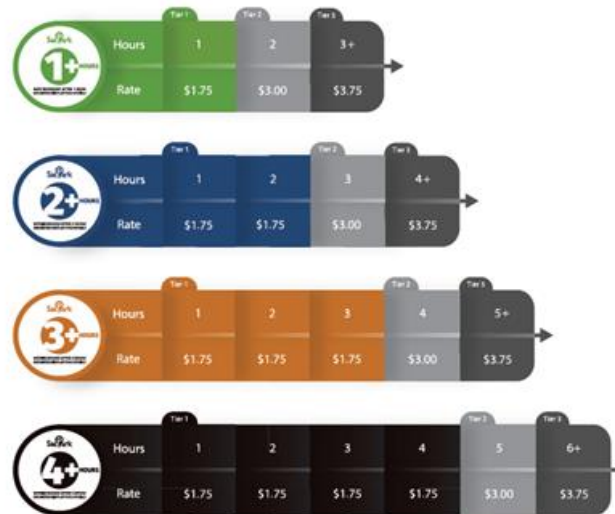 Tier 1 Tier 2 Tier 3
SacPark
1+ HOURS
Hours 1 2 3+
Rate $1.75 $3.00 $3.75
Tier 1 Tier 2 Tier 3
SacPark
2+ HOURS
Hours 1 2 3 4+
Rate $1.75 $1.75 $3.00 $3.75
Tier 1 Tier 2 Tier 3
SacPark
3+ HOURS
Hours 1 2 3 4 5+
Rate $1.75 $1.75 $1.75 $3.00 $3.75
Tier 1 Tier 2 Tier 3
SacPark
4+ HOURS
Hours 1 2 3 4 5 6+
Rate $1.75 $1.75 $1.75 $1.75 $3.00 $3.75